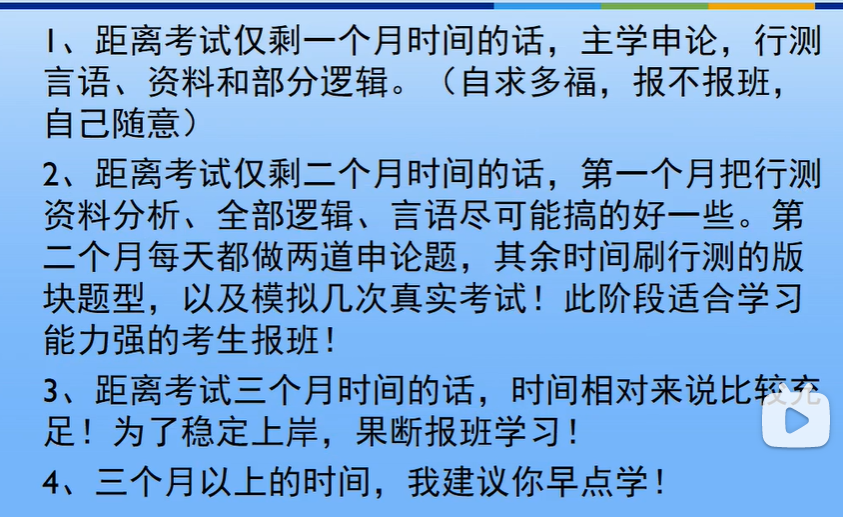 1、距离考试仅剩一个月时间的话，主学申论，行测
言语、资料和部分逻辑。（自求多福，报不报班，
自己随意）
2、距离考试仅剩二个月时间的话，第一个月把行测
资料分析、全部逻辑、言语尽可能搞的好一些。第
二个月每天都做两道申论题，其余时间刷行测的版
块题型，以及模拟几次真实考试！此阶段适合学习
能力强的考生报班！
3、距离考试三个月时间的话，时间相对来说比较充
足！为了稳定上岸，果断报班学习！
4、三个月以上的时间，我建议你早点学！